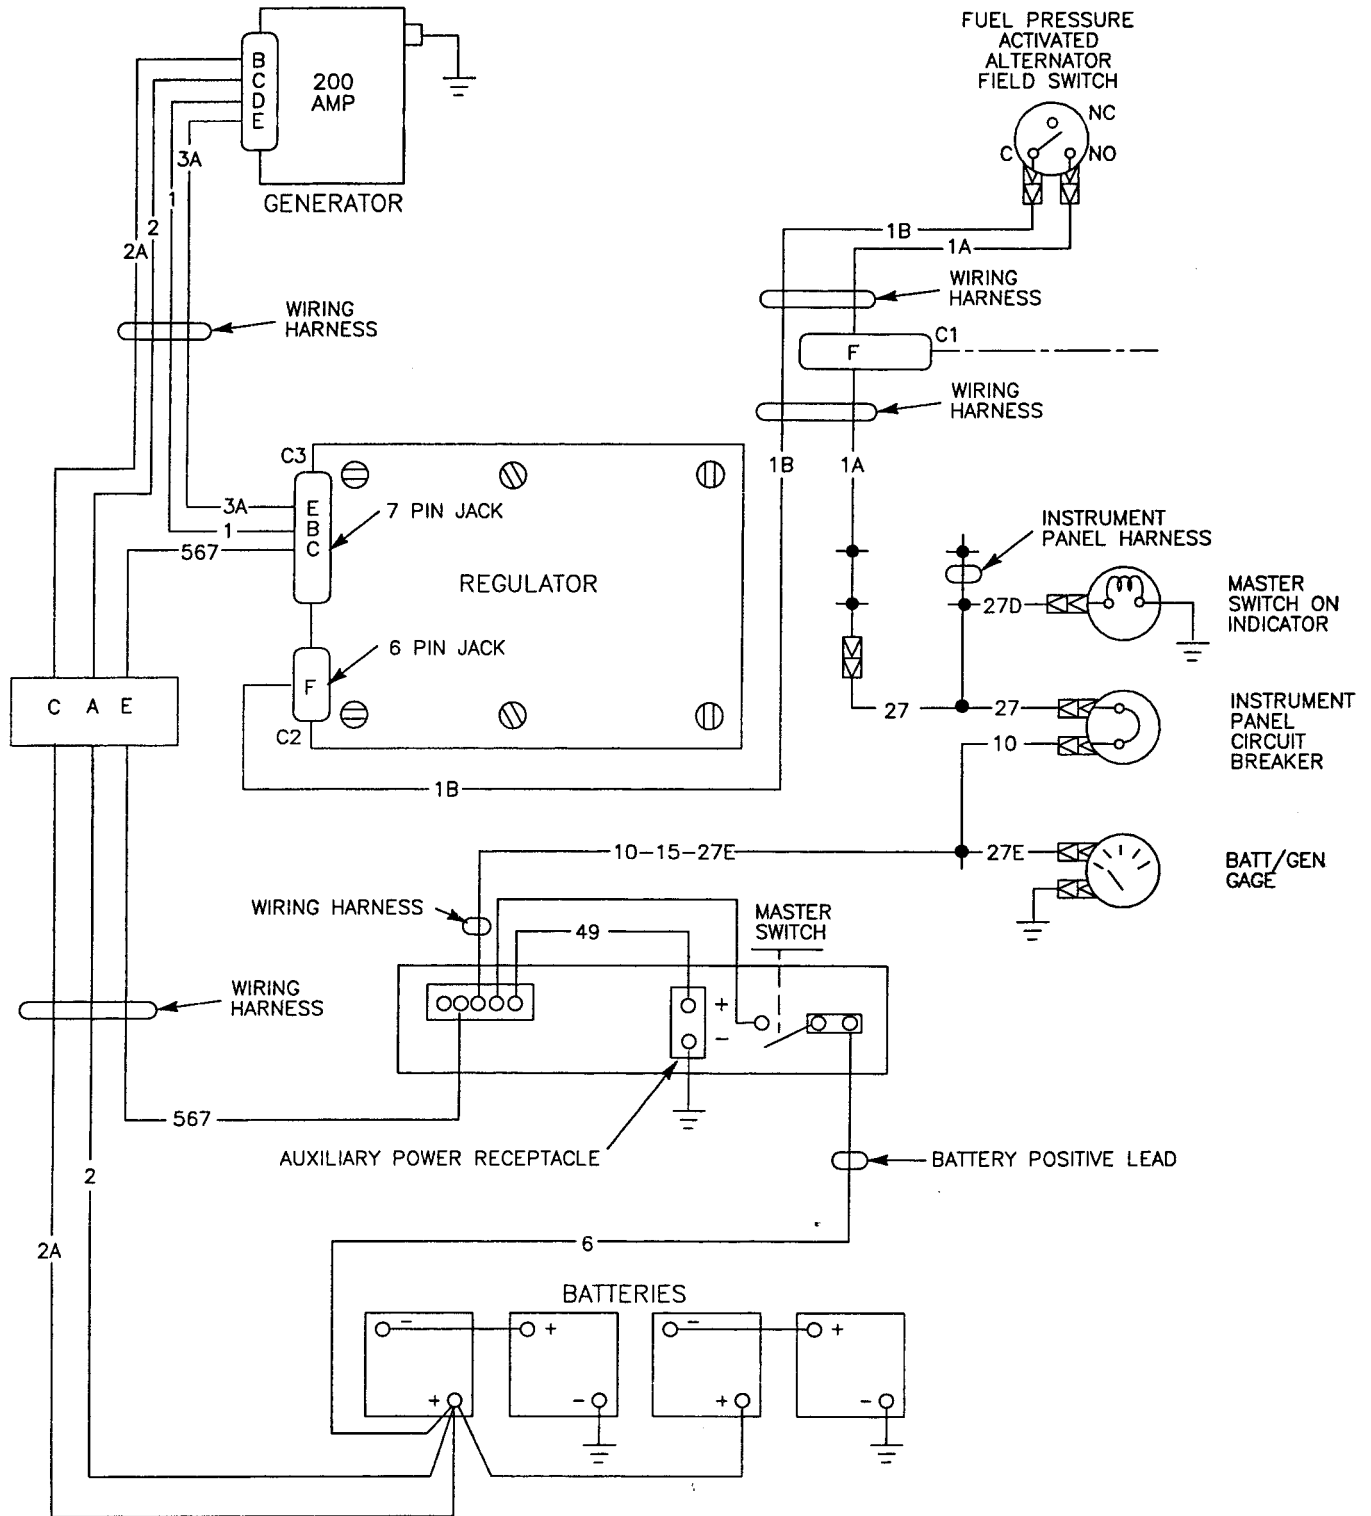 FUEL PRESSURE
ACTIVATED
ALTERNATOR
FIELD SWITCH
NC
C
NO
B
C
D
E
200
AMP
GENERATOR
3A
1
2
2A
WIRING
HARNESS
1B
1A
WIRING
HARNESS
C1
F
WIRING
HARNESS
1B
1A
C3
3A
1
567
E
B
C
7 PIN JACK
REGULATOR
6 PIN JACK
F
C2
1B
INSTRUMENT
PANEL HARNESS
27D
MASTER
SWITCH ON
INDICATOR
27
27
10
INSTRUMENT
PANEL
CIRCUIT
BREAKER
C A E
10-15-27E
27E
BATT/GEN
GAGE
WIRING HARNESS
49
MASTER
SWITCH
WIRING
HARNESS
+
-
567
AUXILIARY POWER RECEPTACLE
BATTERY POSITIVE LEAD
2
2A
6
BATTERIES
- + - +
+ - + -